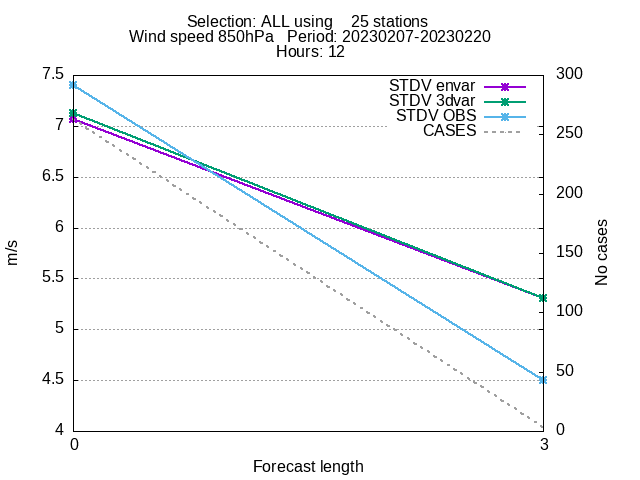 Selection: ALL using    25 stations
Wind speed 850hPa   Period: 20230207-20230220
Hours: 12
7.5
7
6.5
6
5.5
5
4.5
4
300
250
200
150
100
50
0
STDV envar
STDV 3dvar
STDV OBS
CASES
m/s
No cases
0
3
Forecast length